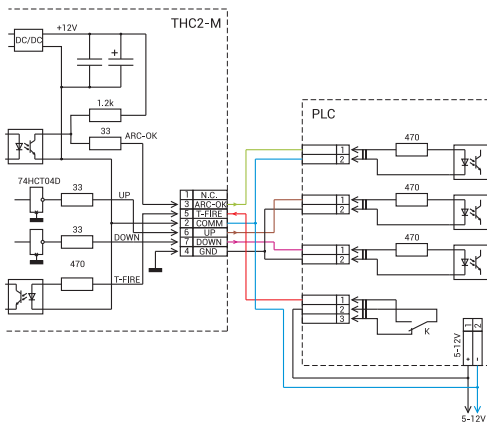 THC2-M
+12V
DC/DC
+
1.2k
33
ARC-OK
74HCT04D
33
UP
33
DOWN
470
T-FIRE
1 N.C.
3 ARC-OK
5 T-FIRE
2 COMM
6 UP
7 DOWN
4 GND
PLC
470
1
2
470
1
2
470
1
2
1
2
3
K
5-12V
1 2
+ -
5-12V